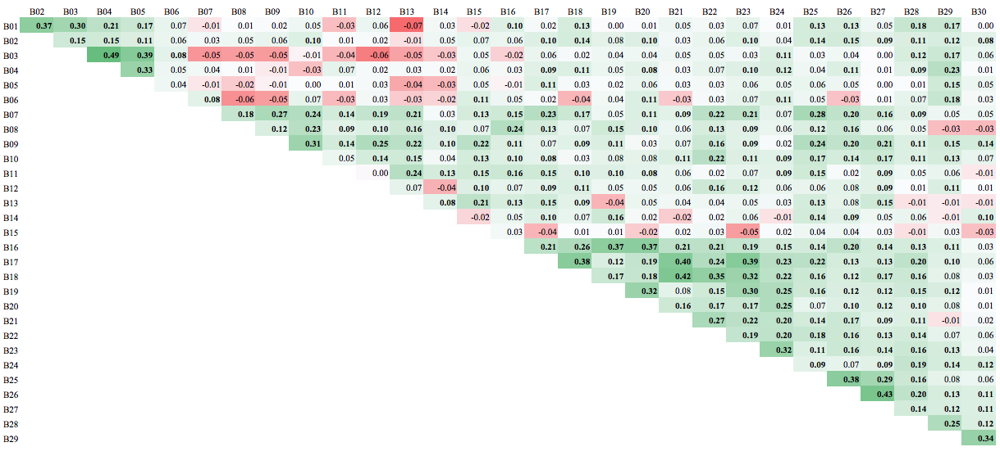 B02 B03 B04 B05 B06 B07 B08 B09 B10 B11 B12 B13 B14 B15 B16 B17 B18 B19 B20 B21 B22 B23 B24 B25 B26 B27 B28 B29 B30
B01 0.37 0.30 0.21 0.17 0.07 -0.01 0.01 0.02 0.05 -0.03 0.06 -0.07 0.03 -0.02 0.10 0.02 0.13 0.00 0.01 0.05 0.03 0.07 0.01 0.13 0.13 0.05 0.18 0.17 0.00
B02 0.15 0.15 0.11 0.06 0.03 0.05 0.06 0.10 0.01 0.02 -0.01 0.05 0.07 0.06 0.10 0.14 0.08 0.10 0.03 0.06 0.10 0.04 0.14 0.15 0.09 0.11 0.12 0.08
B03 0.49 0.39 0.08 -0.05 -0.05 -0.05 -0.01 -0.04 -0.06 -0.05 -0.03 0.05 -0.02 0.06 0.02 0.04 0.05 0.05 0.05 0.03 0.11 0.03 0.04 0.00 0.12 0.17 0.06
B04 0.33 0.05 0.04 0.01 -0.01 -0.03 0.07 0.02 0.03 0.02 0.06 0.03 0.09 0.11 0.05 0.08 0.03 0.07 0.10 0.12 0.04 0.11 0.01 0.09 0.23 0.01
B05 0.04 -0.01 -0.02 -0.01 0.00 0.01 0.03 -0.04 -0.03 0.05 -0.01 0.11 0.03 0.02 0.06 0.03 0.03 0.06 0.05 0.06 0.05 0.00 0.01 0.15 0.05
B06 0.08 -0.06 -0.05 0.07 -0.03 0.03 -0.03 -0.02 0.11 0.05 0.02 -0.04 0.04 0.11 -0.03 0.03 0.07 0.11 0.05 -0.03 0.01 0.07 0.18 0.03
B07 0.18 0.27 0.24 0.14 0.19 0.21 0.03 0.13 0.15 0.23 0.17 0.05 0.11 0.09 0.22 0.21 0.07 0.28 0.20 0.16 0.09 0.05 0.05
B08 0.12 0.23 0.09 0.10 0.16 0.10 0.07 0.24 0.13 0.07 0.15 0.10 0.06 0.13 0.09 0.06 0.12 0.16 0.06 0.05 -0.03 -0.03
B09 0.31 0.14 0.25 0.22 0.10 0.22 0.11 0.07 0.09 0.11 0.03 0.07 0.16 0.09 0.02 0.24 0.20 0.21 0.11 0.15 0.14
B10 0.05 0.14 0.15 0.04 0.13 0.10 0.08 0.03 0.08 0.08 0.11 0.22 0.11 0.09 0.17 0.14 0.17 0.11 0.13 0.07
B11 0.00 0.24 0.13 0.15 0.16 0.15 0.10 0.10 0.08 0.06 0.02 0.07 0.09 0.15 0.02 0.09 0.05 0.06 -0.01
B12 0.07 -0.04 0.10 0.07 0.09 0.11 0.05 0.05 0.06 0.16 0.12 0.06 0.06 0.08 0.09 0.01 0.11 0.01
B13 0.08 0.21 0.13 0.15 0.09 -0.04 0.05 0.04 0.04 0.05 0.03 0.13 0.08 0.15 -0.01 -0.01 -0.01
B14 -0.02 0.05 0.10 0.07 0.16 0.02 -0.02 0.02 0.06 -0.01 0.14 0.09 0.05 0.06 -0.01 0.10
B15 0.03 -0.04 0.01 0.01 -0.02 0.02 0.03 -0.05 0.02 0.04 0.04 0.03 -0.01 0.03 -0.03
B16 0.21 0.26 0.37 0.37 0.21 0.21 0.19 0.15 0.14 0.20 0.14 0.13 0.11 0.03
B17 0.38 0.12 0.19 0.40 0.24 0.39 0.23 0.22 0.13 0.13 0.20 0.10 0.06
B18 0.17 0.18 0.42 0.35 0.32 0.22 0.16 0.12 0.17 0.16 0.08 0.03
B19 0.32 0.08 0.15 0.30 0.25 0.16 0.12 0.12 0.15 0.12 0.01
B20 0.16 0.17 0.17 0.25 0.07 0.10 0.12 0.10 0.08 0.01
B21 0.27 0.22 0.20 0.14 0.17 0.09 0.11 -0.01 0.02
B22 0.19 0.20 0.18 0.16 0.13 0.14 0.07 0.06
B23 0.32 0.11 0.16 0.14 0.16 0.13 0.04
B24 0.09 0.07 0.09 0.19 0.14 0.12
B25 0.38 0.29 0.16 0.08 0.06
B26 0.43 0.20 0.13 0.11
B27 0.14 0.12 0.11
B28 0.25 0.12
B29 0.34